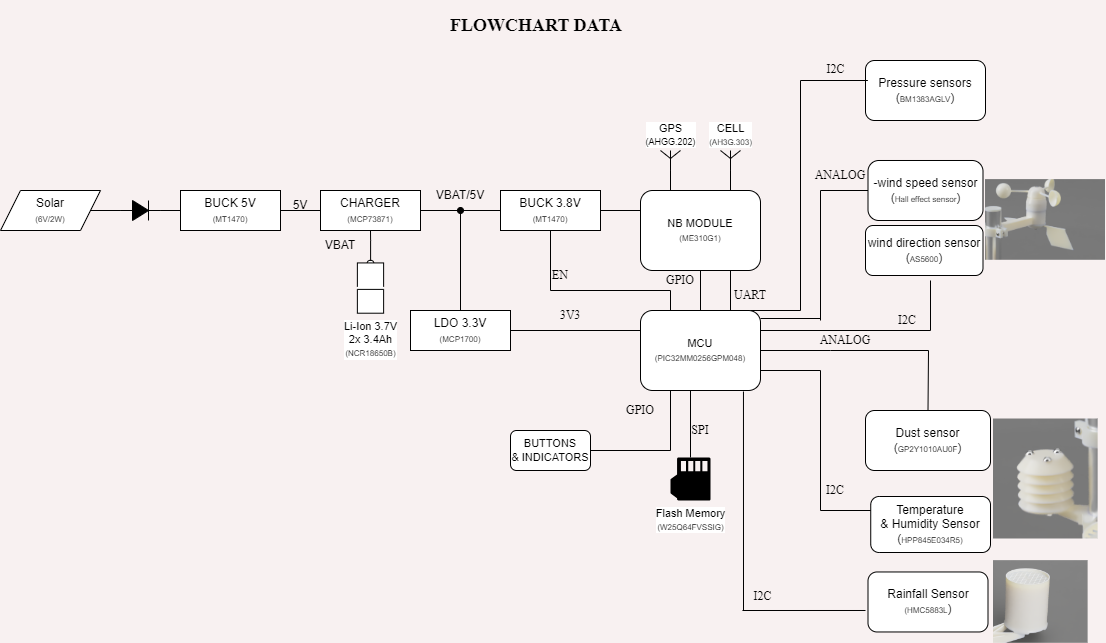 FLOWCHART DATA
I2C
Pressure sensors
(BM1383AGLV)
GPS
(AHGG.202)
CELL
(AH3G.303)
ANALOG
-wind speed sensor
(Hall effect sensor)
wind direction sensor
(AS5600)
Solar
(6V/2W)
BUCK 5V
(MT1470)
5V
CHARGER
(MCP73871)
VBAT/5V
BUCK 3.8V
(MT1470)
NB MODULE
(ME310G1)
VBAT
EN
GPIO
UART
Li-Ion 3.7V
2x 3.4Ah
(NCR18650B)
LDO 3.3V
(MCP1700)
3V3
MCU
(PIC32MM0256GPM048)
I2C
ANALOG
GPIO
SPI
BUTTONS
& INDICATORS
Flash Memory
(W25Q64FVSSIG)
Dust sensor
(GP2Y1010AU0F)
I2C
Temperature
& Humidity Sensor
(HPP845E034R5)
I2C
Rainfall Sensor
(HMC5883L)